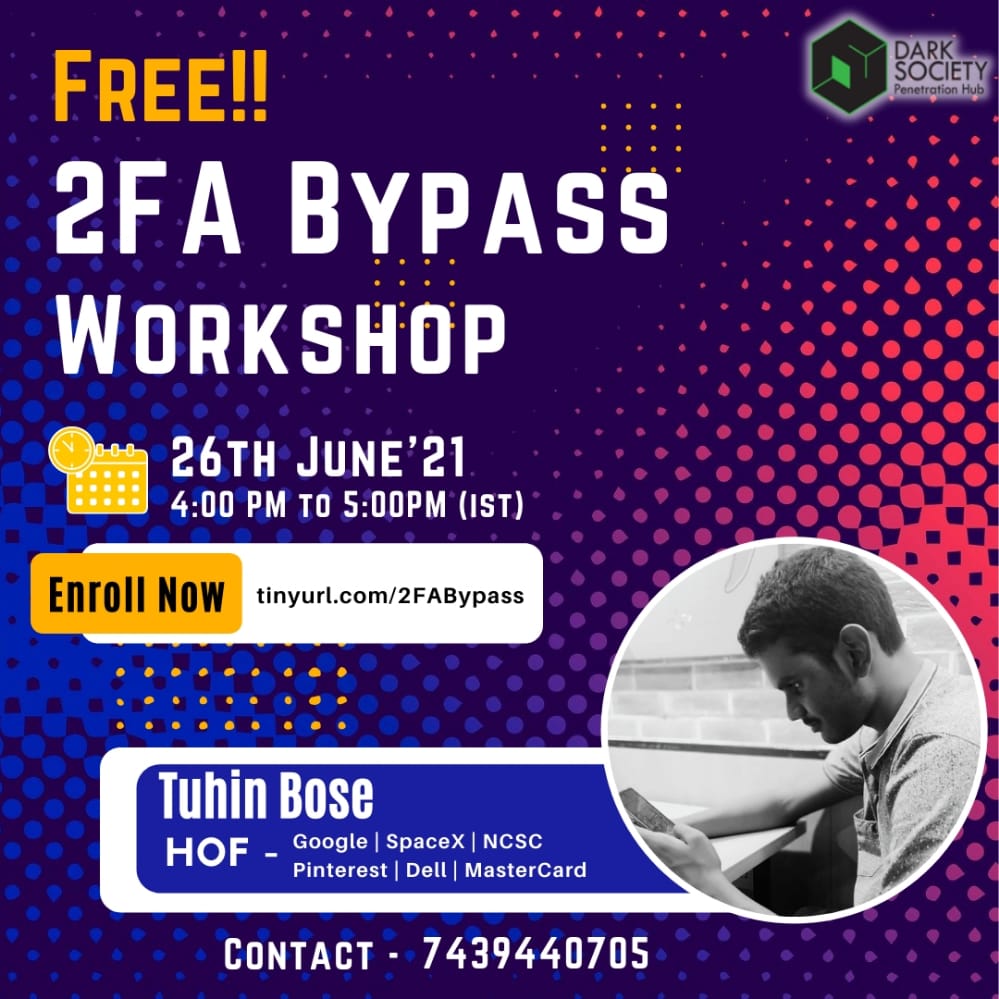 FREE!!
DARK
SOCIETY
Penetration Hub
2FA BYPASS
WORKSHOP
26TH JUNE'21
4:00 PM TO 5:00PM (IST)
Enroll Now
tinyurl.com/2FABypass
Tuhin Bose
HOF - Google | SpaceX | NCSC
Pinterest | Dell | MasterCard
CONTACT - 7439440705